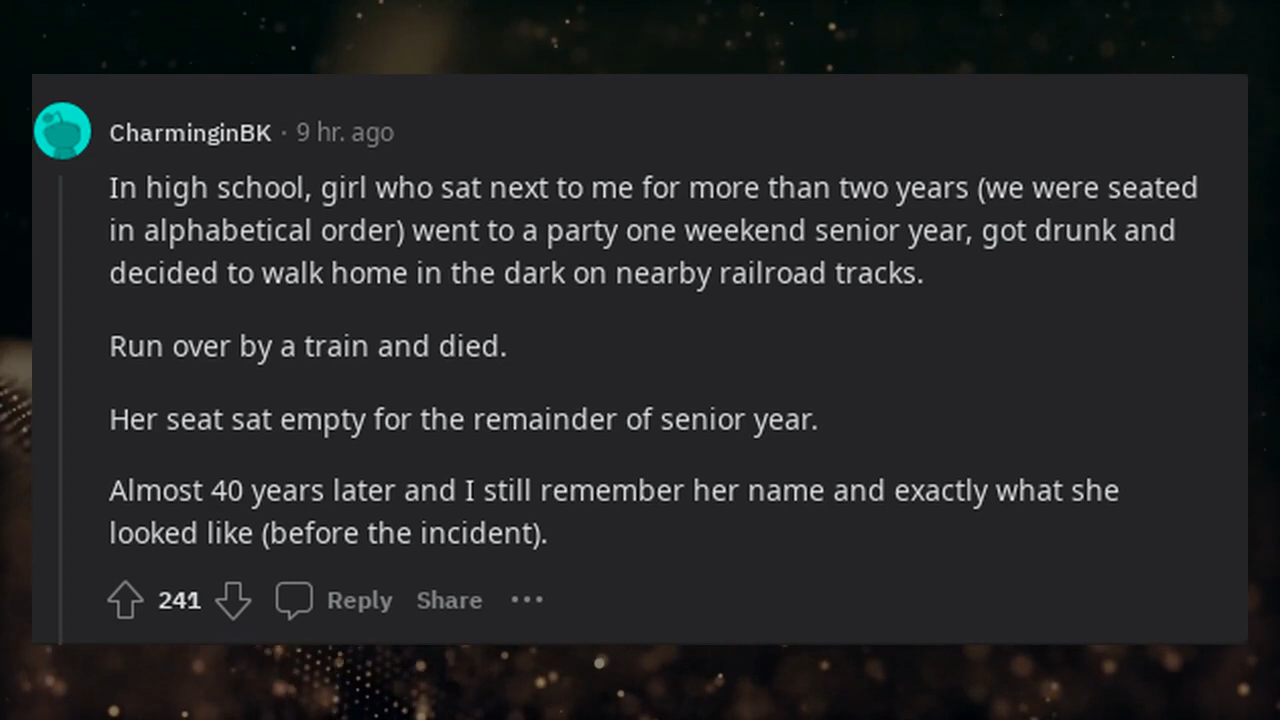 CharminginBK · 9 hr. ago
In high school, girl who sat next to me for more than two years (we were seated
in alphabetical order) went to a party one weekend senior year, got drunk and
decided to walk home in the dark on nearby railroad tracks.
Run over by a train and died.
Her seat sat empty for the remainder of senior year.
Almost 40 years later and I still remember her name and exactly what she
looked like (before the incident).
241 Reply Share ···